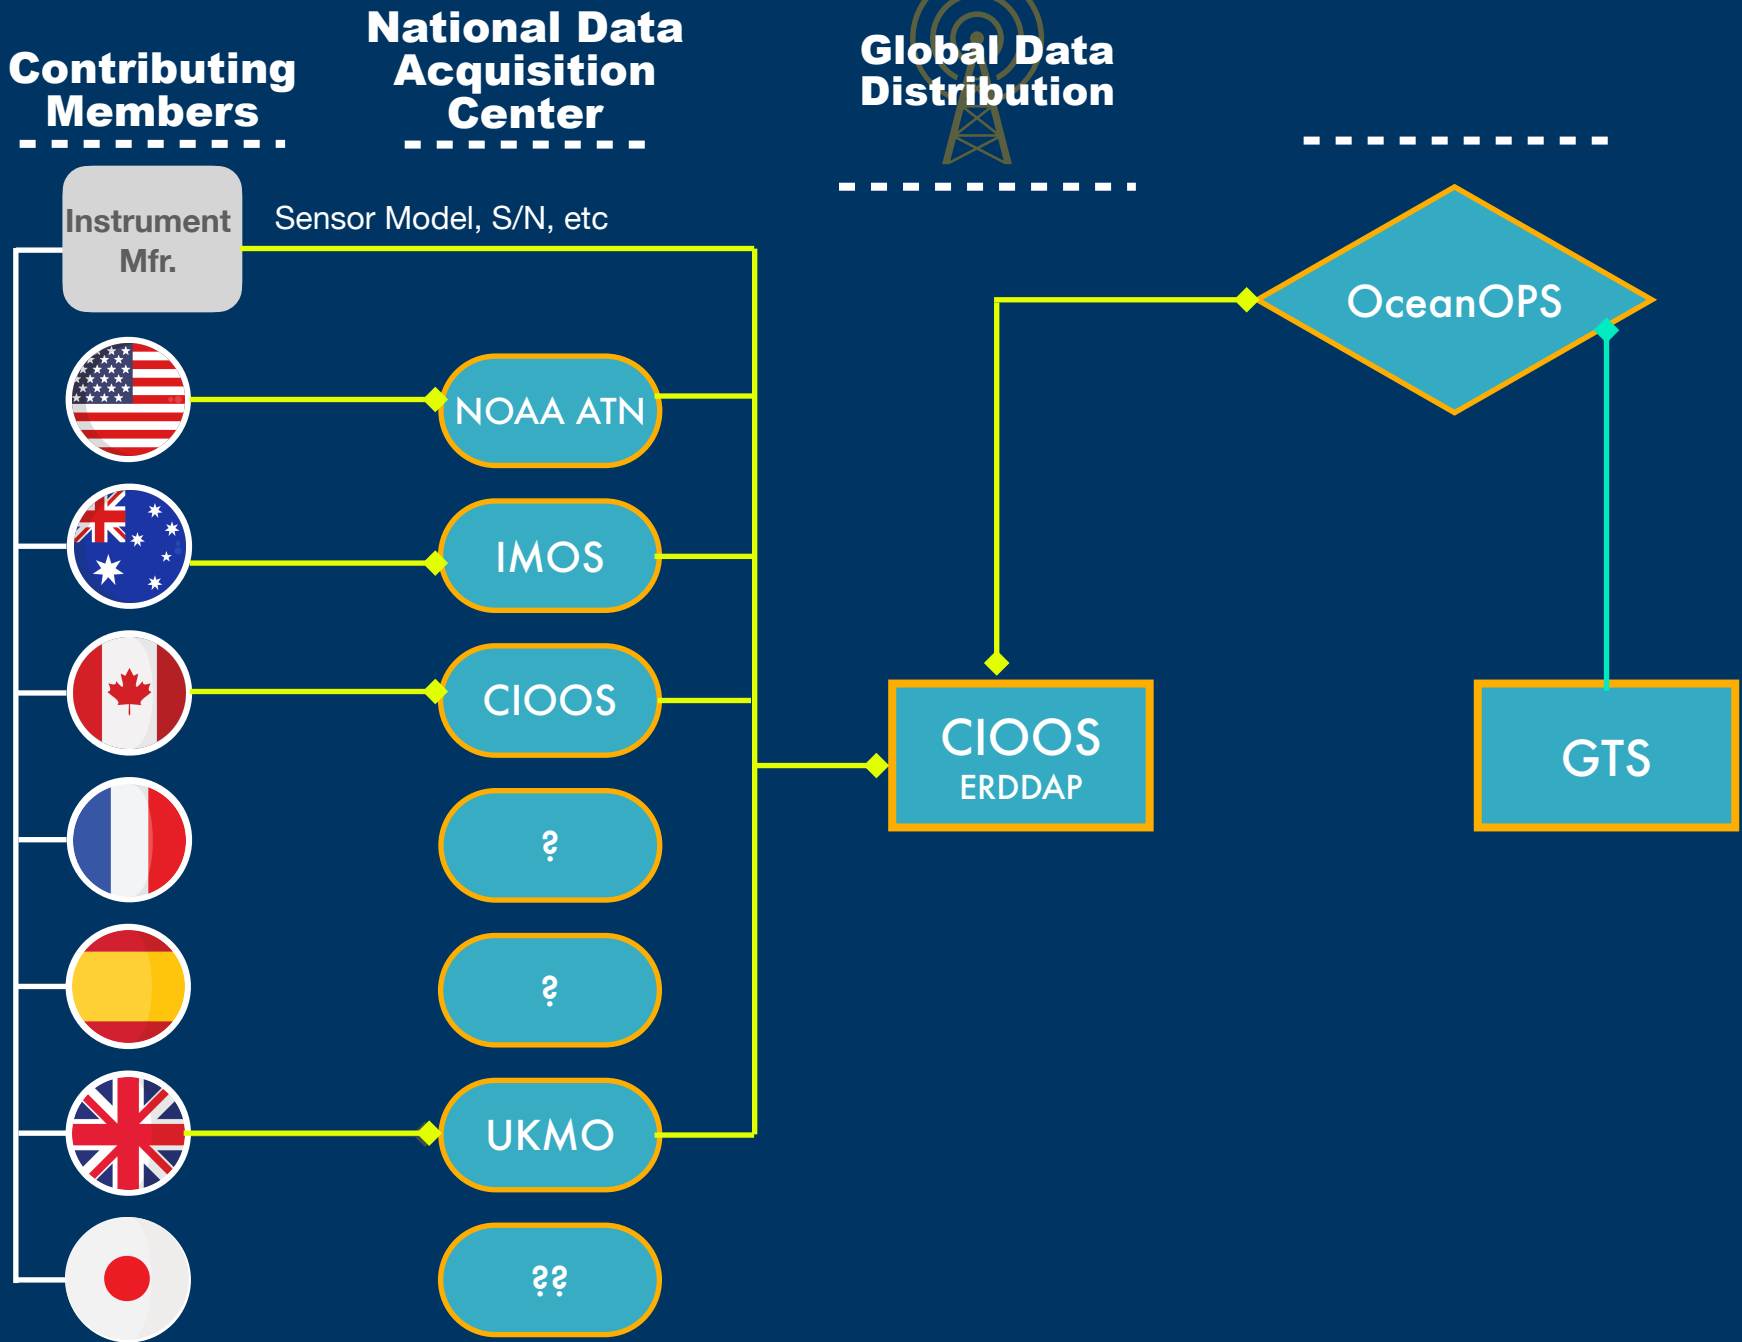 Contributing
Members
National Data
Acquisition
Center
Global Data
Distribution
Instrument
Mfr.
Sensor Model, S/N, etc
NOAA ATN
OceanOPS
IMOS
CIOOS
CIOOS
ERDDAP
GTS
?
?
UKMO
??